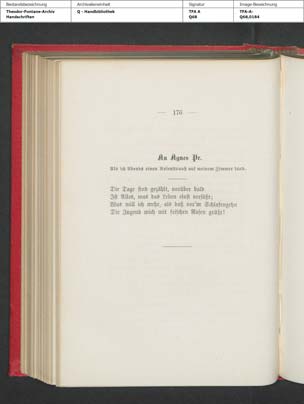 Bestandsbezeichnung Archivalieneinheit Signatur Image-Bezeichnung
Theodor-Fontane-Archiv Q - Handbibliothek TFA A TFA-A-
Handschriften Q68 Q68,0184
— 176 —
An Agnes Pr.
Als ich Abends einen Rosenstrauß auf meinem Zimmer fand.
Die Tage sind gezählt, vorüber bald
Ist Alles, was das Leben einst versüßte;
Was will ich mehr, als daß vor'm Schlafengehn
Die Jugend mich mit frischen Rosen grüßt!